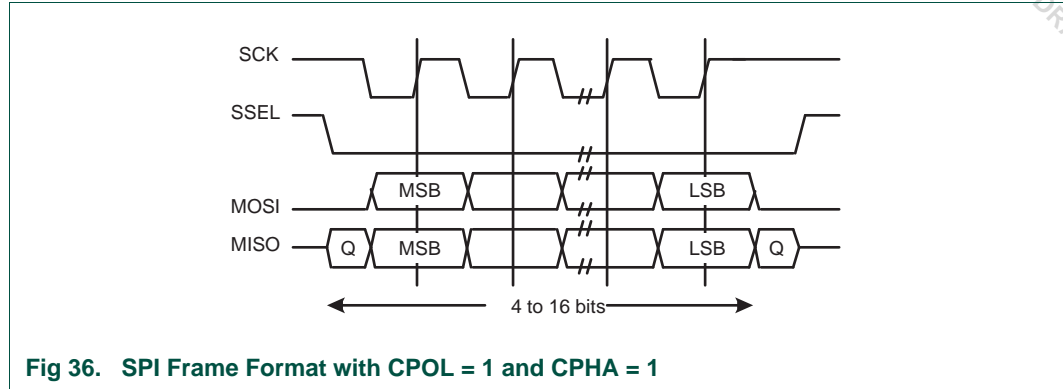 SCK
SSEL
MOSI MSB LSB
MISO Q MSB LSB Q
4 to 16 bits
Fig 36. SPI Frame Format with CPOL = 1 and CPHA = 1